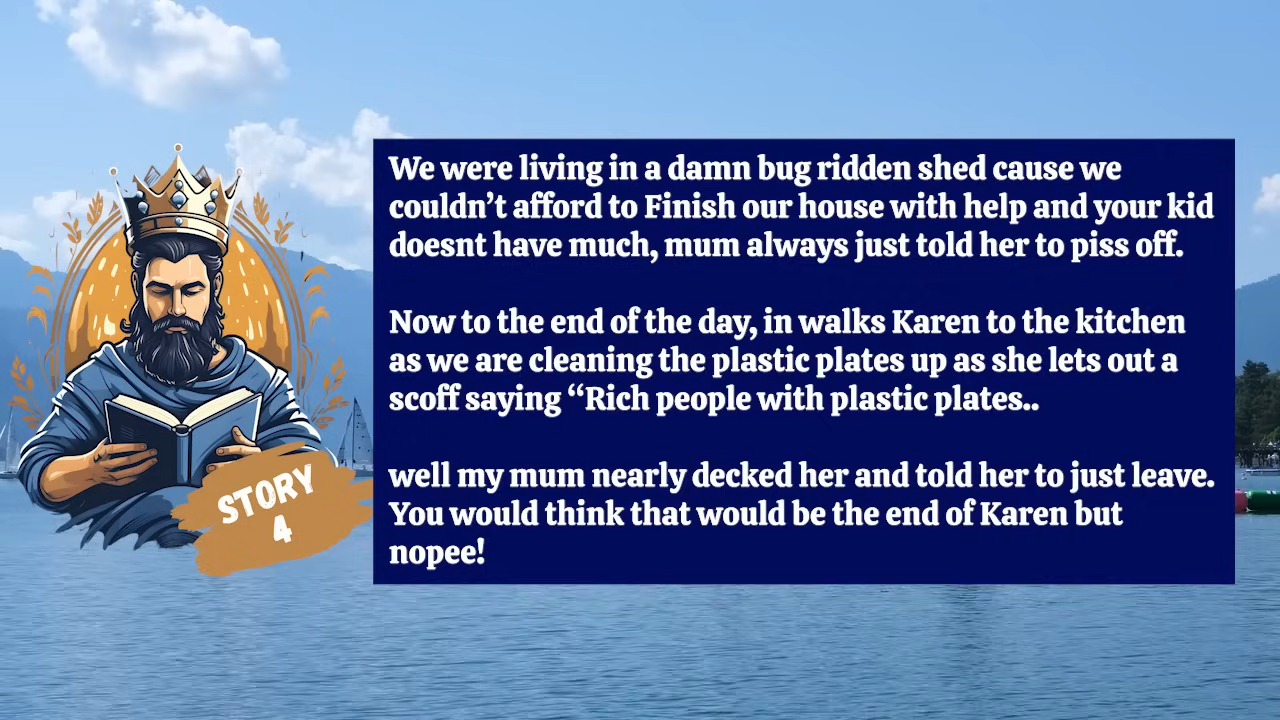 We were living in a damn bug ridden shed cause we
couldn’t afford to Finish our house with help and your kid
doesnt have much, mum always just told her to piss off.
Now to the end of the day, in walks Karen to the kitchen
as we are cleaning the plastic plates up as she lets out a
scoff saying “Rich people with plastic plates..
well my mum nearly decked her and told her to just leave.
You would think that would be the end of Karen but
nopee!
STORY
4